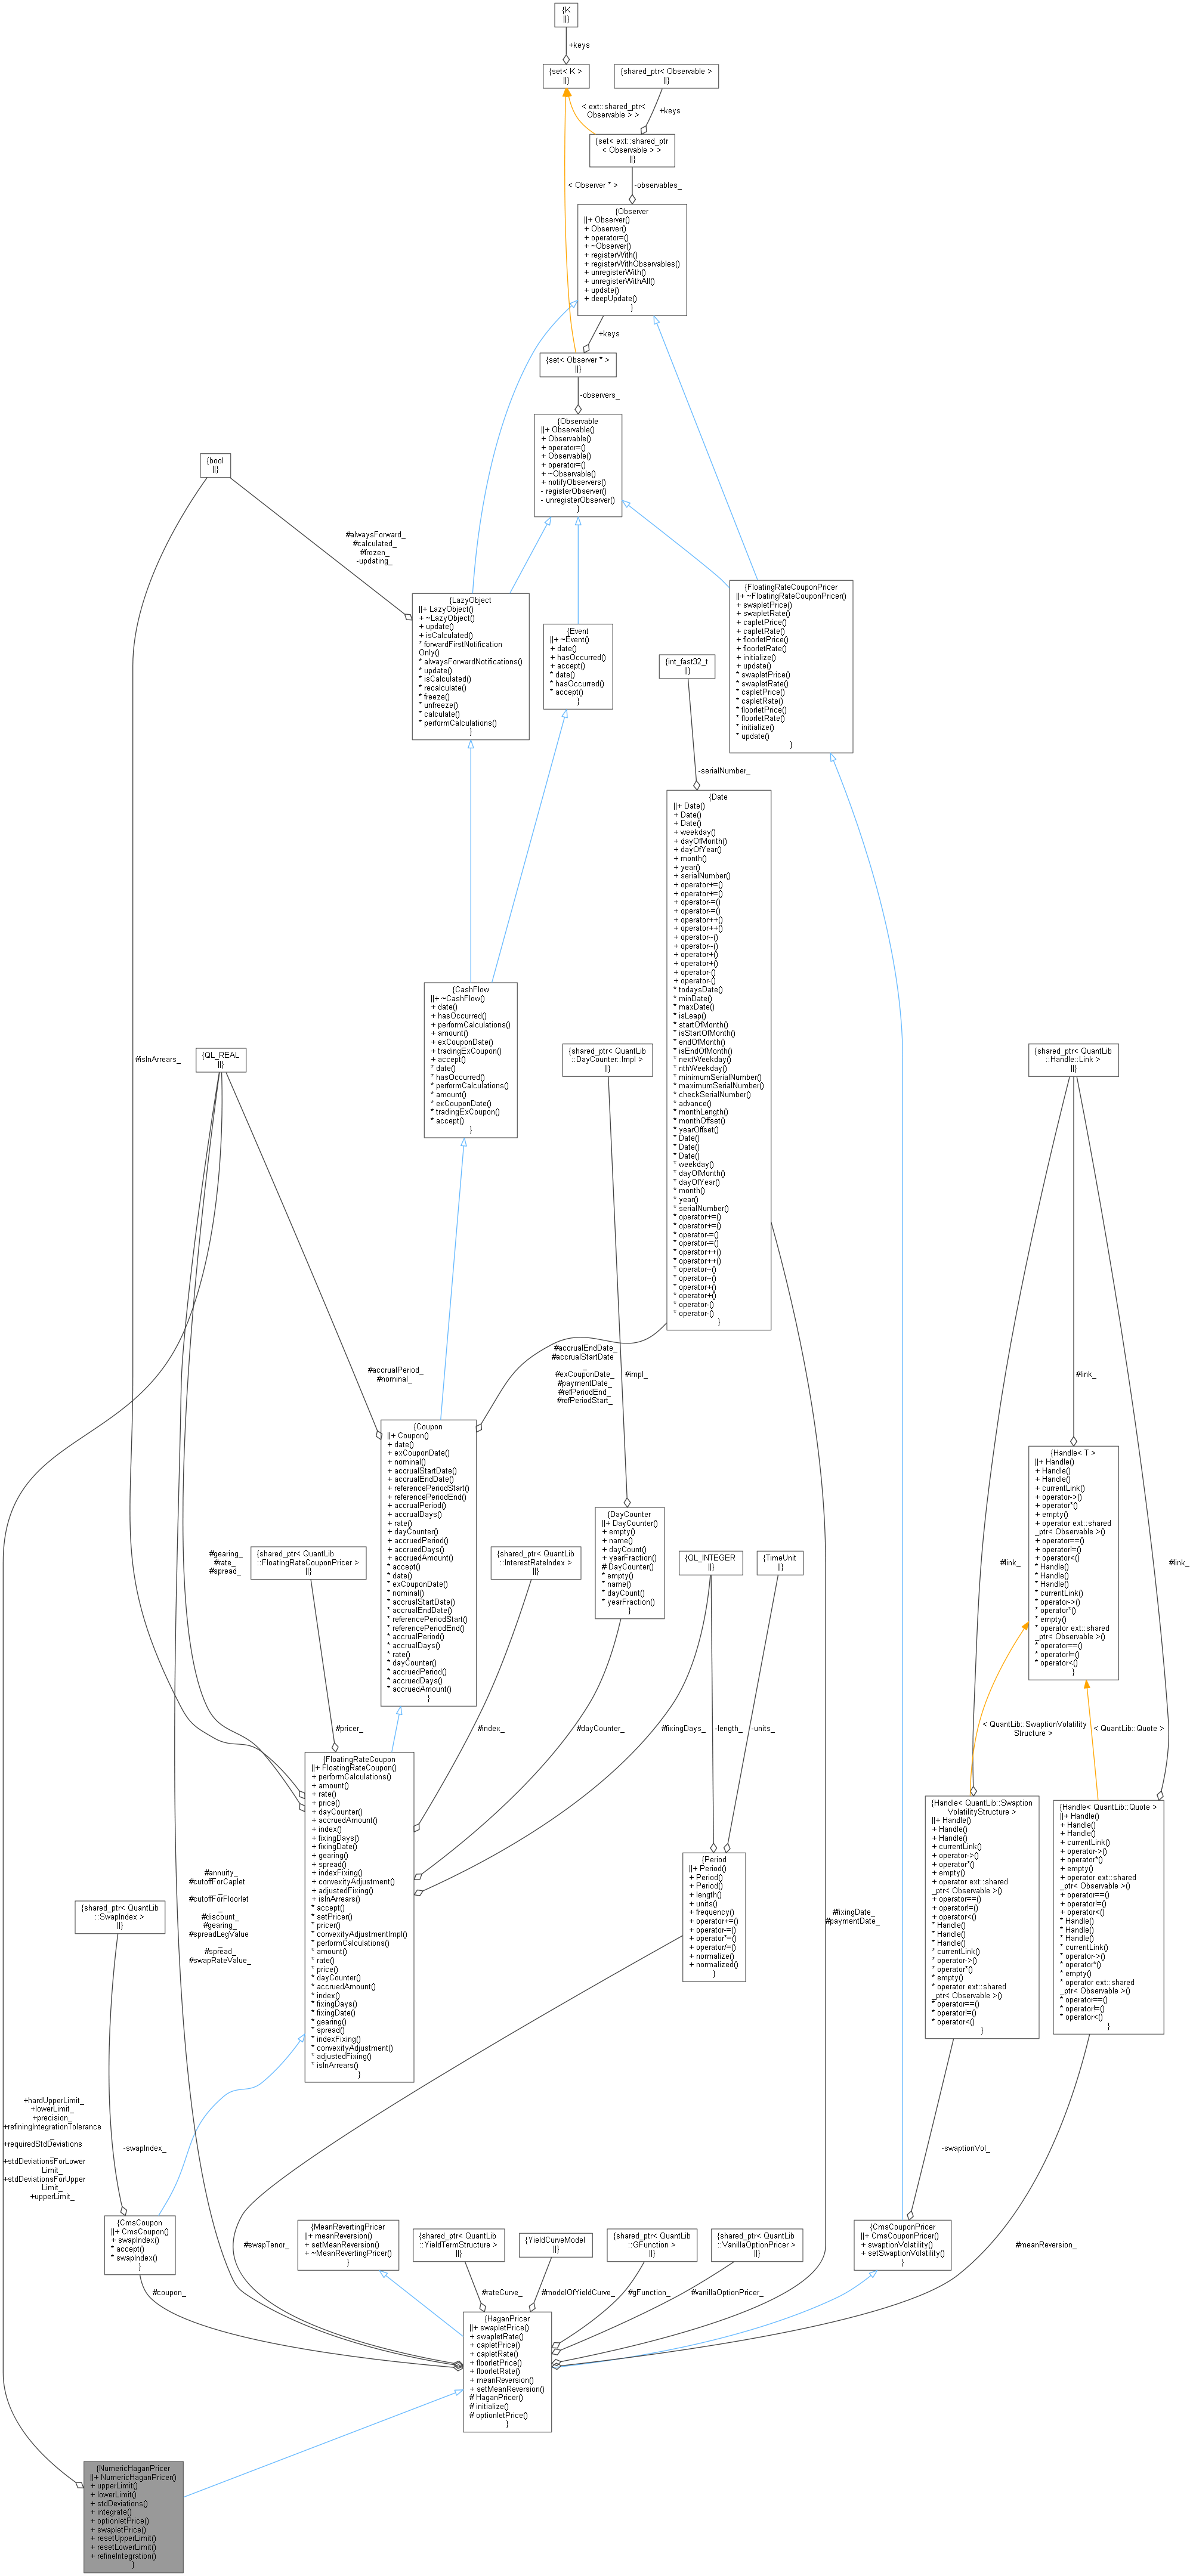 {K
||}
+keys
{set< K >
||}
{shared_ptr< Observable >
||}
< ext::shared_ptr<
Observable > >
+keys
{set< ext::shared_ptr
< Observable > >
||}
< Observer * >
-observables_
{Observer
||+ Observer()
+ Observer()
+ operator=()
+ ~Observer()
+ registerWith()
+ registerWithObservables()
+ unregisterWith()
+ unregisterWithAll()
+ update()
+ deepUpdate()
}
+keys
{set< Observer * >
||}
-observers_
{Observable
||+ Observable()
+ Observable()
+ operator=()
+ Observable()
+ operator=()
+ ~Observable()
+ notifyObservers()
- registerObserver()
- unregisterObserver()
}
{bool
||}
#alwaysForward_
#calculated_
#frozen_
-updating_
{LazyObject
||+ LazyObject()
+ ~LazyObject()
+ update()
+ isCalculated()
* forwardFirstNotification
Only()
* alwaysForwardNotifications()
* update()
* isCalculated()
* recalculate()
* freeze()
* unfreeze()
* calculate()
* performCalculations()
}
{Event
||+ ~Event()
+ date()
+ hasOccurred()
+ accept()
* date()
* hasOccurred()
* accept()
}
{FloatingRateCouponPricer
||+ ~FloatingRateCouponPricer()
+ swapletPrice()
+ swapletRate()
+ capletPrice()
+ capletRate()
+ floorletPrice()
+ floorletRate()
+ initialize()
+ update()
* swapletPrice()
* swapletRate()
* capletPrice()
* capletRate()
* floorletPrice()
* floorletRate()
* initialize()
* update()
}
{int_fast32_t
||}
-serialNumber_
{Date
||+ Date()
+ Date()
+ Date()
+ weekday()
+ dayOfMonth()
+ dayOfYear()
+ month()
+ year()
+ serialNumber()
+ operator+=()
+ operator+=()
+ operator-=()
+ operator-=()
+ operator++()
+ operator++()
+ operator--()
+ operator--()
+ operator+()
+ operator+()
+ operator-()
+ operator-()
* todaysDate()
* minDate()
* maxDate()
* isLeap()
* startOfMonth()
* isStartOfMonth()
* endOfMonth()
* isEndOfMonth()
* nextWeekday()
* nthWeekday()
* minimumSerialNumber()
* maximumSerialNumber()
* checkSerialNumber()
* advance()
* monthLength()
* monthOffset()
* yearOffset()
* Date()
* Date()
* Date()
* weekday()
* dayOfMonth()
* dayOfYear()
* month()
* year()
* serialNumber()
* operator+=()
* operator+=()
* operator-=()
* operator-=()
* operator++()
* operator++()
* operator--()
* operator--()
* operator+()
* operator+()
* operator-()
* operator-()
}
{CashFlow
||+ ~CashFlow()
+ date()
+ hasOccurred()
+ performCalculations()
+ amount()
+ exCouponDate()
+ tradingExCoupon()
+ accept()
* date()
* hasOccurred()
* performCalculations()
* amount()
* exCouponDate()
* tradingExCoupon()
* accept()
}
#isInArrears_
{QL_REAL
||}
{shared_ptr< QuantLib
::DayCounter::Impl >
||}
{shared_ptr< QuantLib
::Handle::Link >
||}
#accrualPeriod_
#nominal_
#accrualEndDate_
#accrualStartDate
_
#exCouponDate_
#paymentDate_
#refPeriodEnd_
#refPeriodStart_
#impl_
#link_
{Coupon
||+ Coupon()
+ date()
+ exCouponDate()
+ nominal()
+ accrualStartDate()
+ accrualEndDate()
+ referencePeriodStart()
+ referencePeriodEnd()
+ accrualPeriod()
+ accrualDays()
+ rate()
+ dayCounter()
+ accruedPeriod()
+ accruedDays()
+ accruedAmount()
* accept()
* date()
* exCouponDate()
* nominal()
* accrualStartDate()
* accrualEndDate()
* referencePeriodStart()
* referencePeriodEnd()
* accrualPeriod()
* accrualDays()
* rate()
* dayCounter()
* accruedPeriod()
* accruedDays()
* accruedAmount()
}
{Handle< T >
||+ Handle()
+ Handle()
+ Handle()
+ currentLink()
+ operator->()
+ operator*()
+ empty()
+ operator ext::shared
_ptr< Observable >()
+ operator==()
+ operator!=()
+ operator<()
* Handle()
* Handle()
* Handle()
* currentLink()
* operator->()
* operator*()
* empty()
* operator ext::shared
_ptr< Observable >()
* operator==()
* operator!=()
* operator<()
}
{DayCounter
||+ DayCounter()
+ empty()
+ name()
+ dayCount()
+ yearFraction()
# DayCounter()
* empty()
* name()
* dayCount()
* yearFraction()
}
#gearing_
#rate_
#spread_
{shared_ptr< QuantLib
::FloatingRateCouponPricer >
||}
{shared_ptr< QuantLib
::InterestRateIndex >
||}
{QL_INTEGER
||}
{TimeUnit
||}
#link_
#link_
#pricer_
#index_
#dayCounter_
#fixingDays_
-length_
-units_
< QuantLib::SwaptionVolatility
Structure >
< QuantLib::Quote >
{FloatingRateCoupon
||+ FloatingRateCoupon()
+ performCalculations()
+ amount()
+ rate()
+ price()
+ dayCounter()
+ accruedAmount()
+ index()
+ fixingDays()
+ fixingDate()
+ gearing()
+ spread()
+ indexFixing()
+ convexityAdjustment()
+ adjustedFixing()
+ isInArrears()
* accept()
* setPricer()
* pricer()
* convexityAdjustmentImpl()
* performCalculations()
* amount()
* rate()
* price()
* dayCounter()
* accruedAmount()
* index()
* fixingDays()
* fixingDate()
* gearing()
* spread()
* indexFixing()
* convexityAdjustment()
* adjustedFixing()
* isInArrears()
}
{Handle< QuantLib::Swaption
VolatilityStructure >
||+ Handle()
+ Handle()
+ Handle()
+ currentLink()
+ operator->()
+ operator*()
+ empty()
+ operator ext::shared
_ptr< Observable >()
+ operator==()
+ operator!=()
+ operator<()
* Handle()
* Handle()
* Handle()
* currentLink()
* operator->()
* operator*()
* empty()
* operator ext::shared
_ptr< Observable >()
* operator==()
* operator!=()
* operator<()
}
{Handle< QuantLib::Quote >
||+ Handle()
+ Handle()
+ Handle()
+ currentLink()
+ operator->()
+ operator*()
+ empty()
+ operator ext::shared
_ptr< Observable >()
+ operator==()
+ operator!=()
+ operator<()
* Handle()
* Handle()
* Handle()
* currentLink()
* operator->()
* operator*()
* empty()
* operator ext::shared
_ptr< Observable >()
* operator==()
* operator!=()
* operator<()
}
{Period
||+ Period()
+ Period()
+ Period()
+ length()
+ units()
+ frequency()
+ operator+=()
+ operator-=()
+ operator*=()
+ operator/=()
+ normalize()
+ normalized()
}
#annuity_
#cutoffForCaplet
_
#cutoffForFloorlet
_
#discount_
#gearing_
#spreadLegValue
_
#spread_
#swapRateValue_
{shared_ptr< QuantLib
::SwapIndex >
||}
#fixingDate_
#paymentDate_
+hardUpperLimit_
+lowerLimit_
+precision_
+refiningIntegrationTolerance
_
+requiredStdDeviations
_
+stdDeviationsForLower
Limit_
+stdDeviationsForUpper
Limit_
+upperLimit_
-swapIndex_
#swapTenor_
-swaptionVol_
#meanReversion_
{CmsCoupon
||+ CmsCoupon()
+ swapIndex()
* accept()
* swapIndex()
}
{MeanRevertingPricer
||+ meanReversion()
+ setMeanReversion()
+ ~MeanRevertingPricer()
}
{shared_ptr< QuantLib
::YieldTermStructure >
||}
{YieldCurveModel
||}
{shared_ptr< QuantLib
::GFunction >
||}
{shared_ptr< QuantLib
::VanillaOptionPricer >
||}
{CmsCouponPricer
||+ CmsCouponPricer()
+ swaptionVolatility()
+ setSwaptionVolatility()
}
#coupon_
#rateCurve_
#modelOfYieldCurve_
#gFunction_
#vanillaOptionPricer_
{HaganPricer
||+ swapletPrice()
+ swapletRate()
+ capletPrice()
+ capletRate()
+ floorletPrice()
+ floorletRate()
+ meanReversion()
+ setMeanReversion()
# HaganPricer()
# initialize()
# optionletPrice()
}
{NumericHaganPricer
||+ NumericHaganPricer()
+ upperLimit()
+ lowerLimit()
+ stdDeviations()
+ integrate()
+ optionletPrice()
+ swapletPrice()
+ resetUpperLimit()
+ resetLowerLimit()
+ refineIntegration()
}